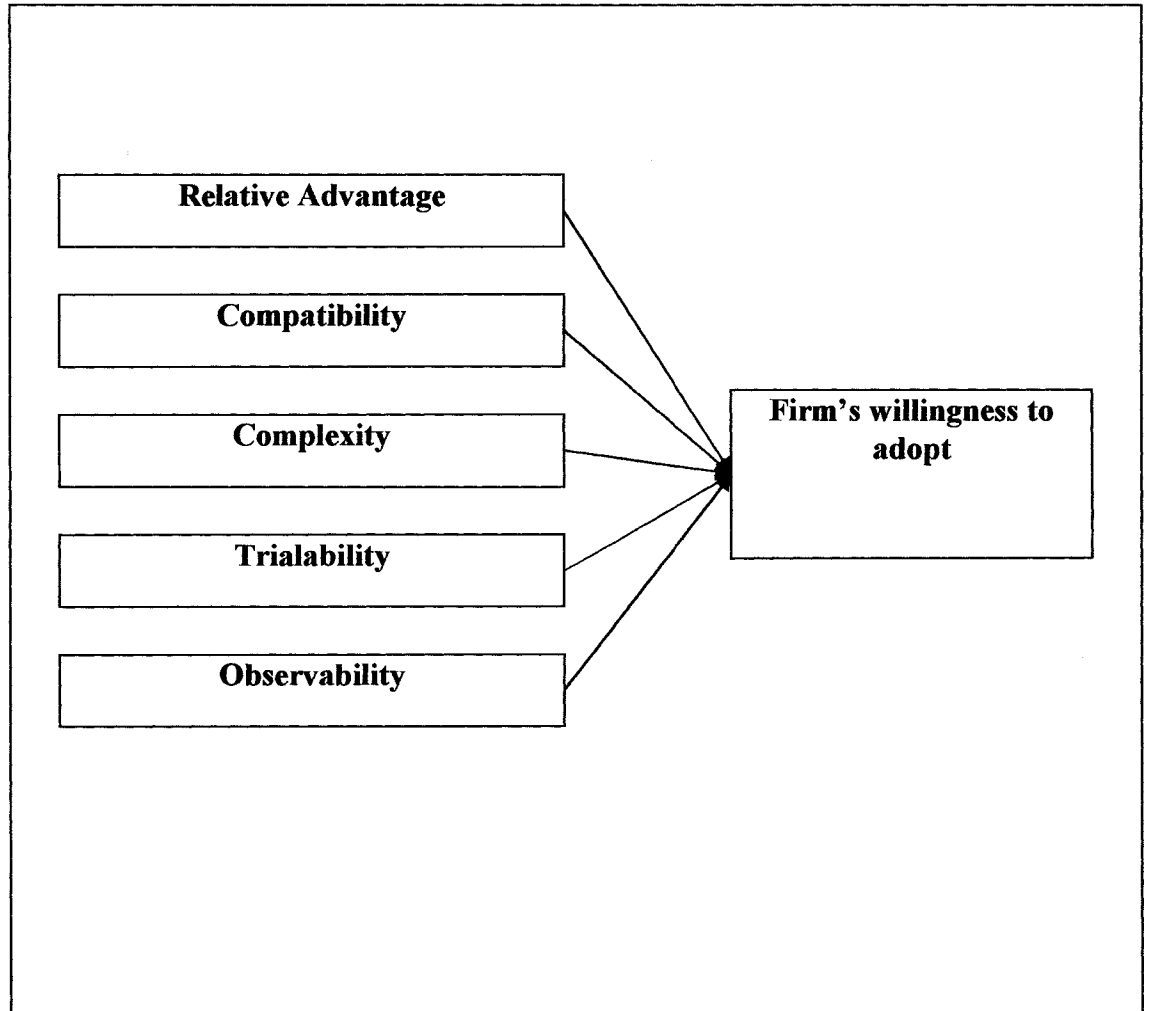 Relative Advantage
Compatibility
Complexity
Trialability
Observability
Firm's willingness to
adopt